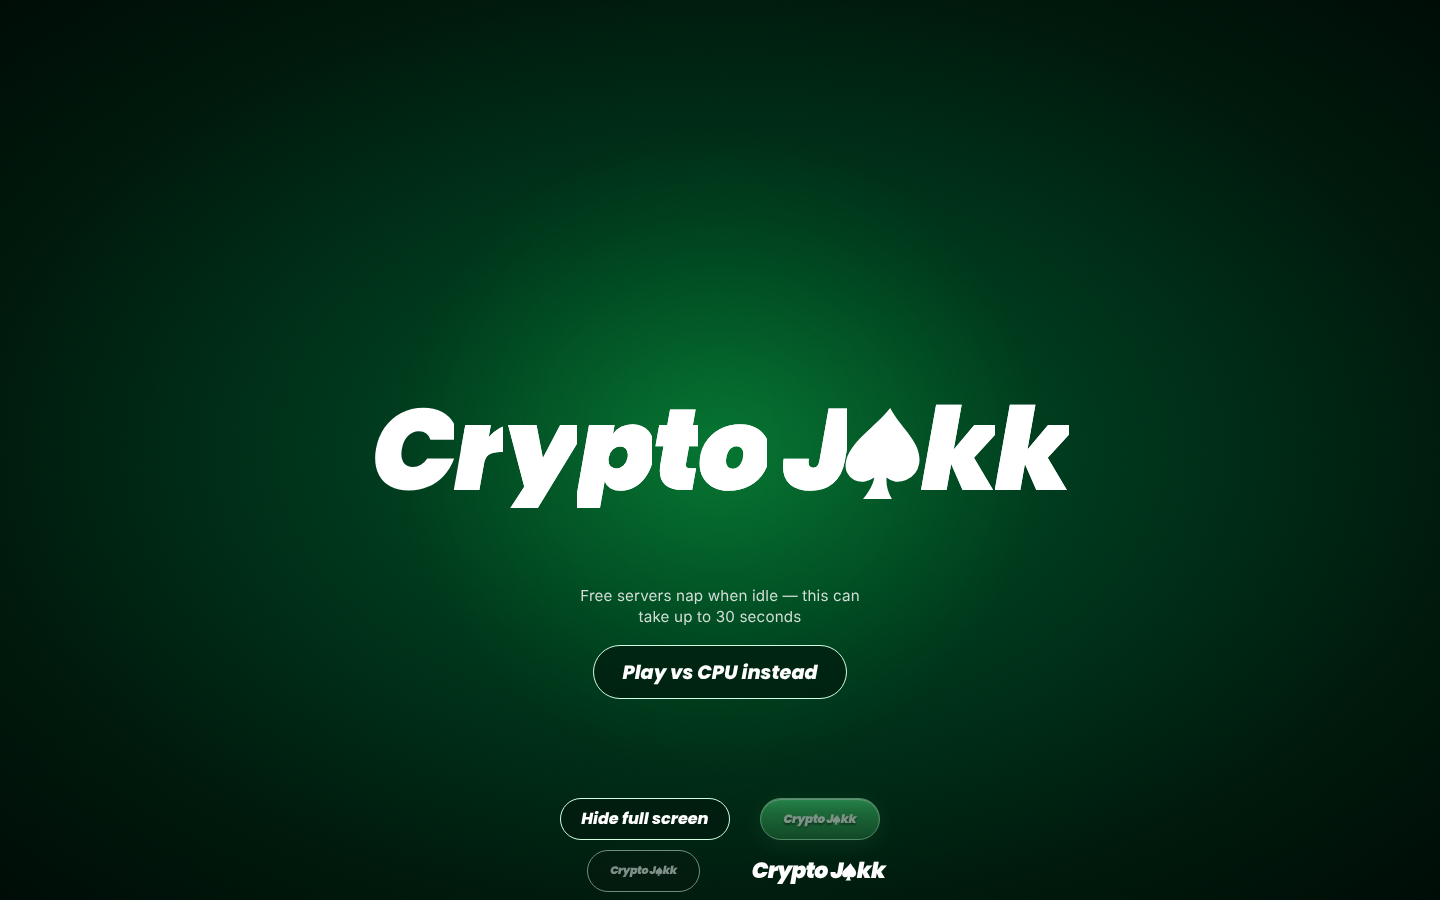 Crypto J♠kk
Free servers nap when idle — this can
take up to 30 seconds
Play vs CPU instead
Hide full screen
Crypto J♠kk
Crypto J♠kk
Crypto J♠kk